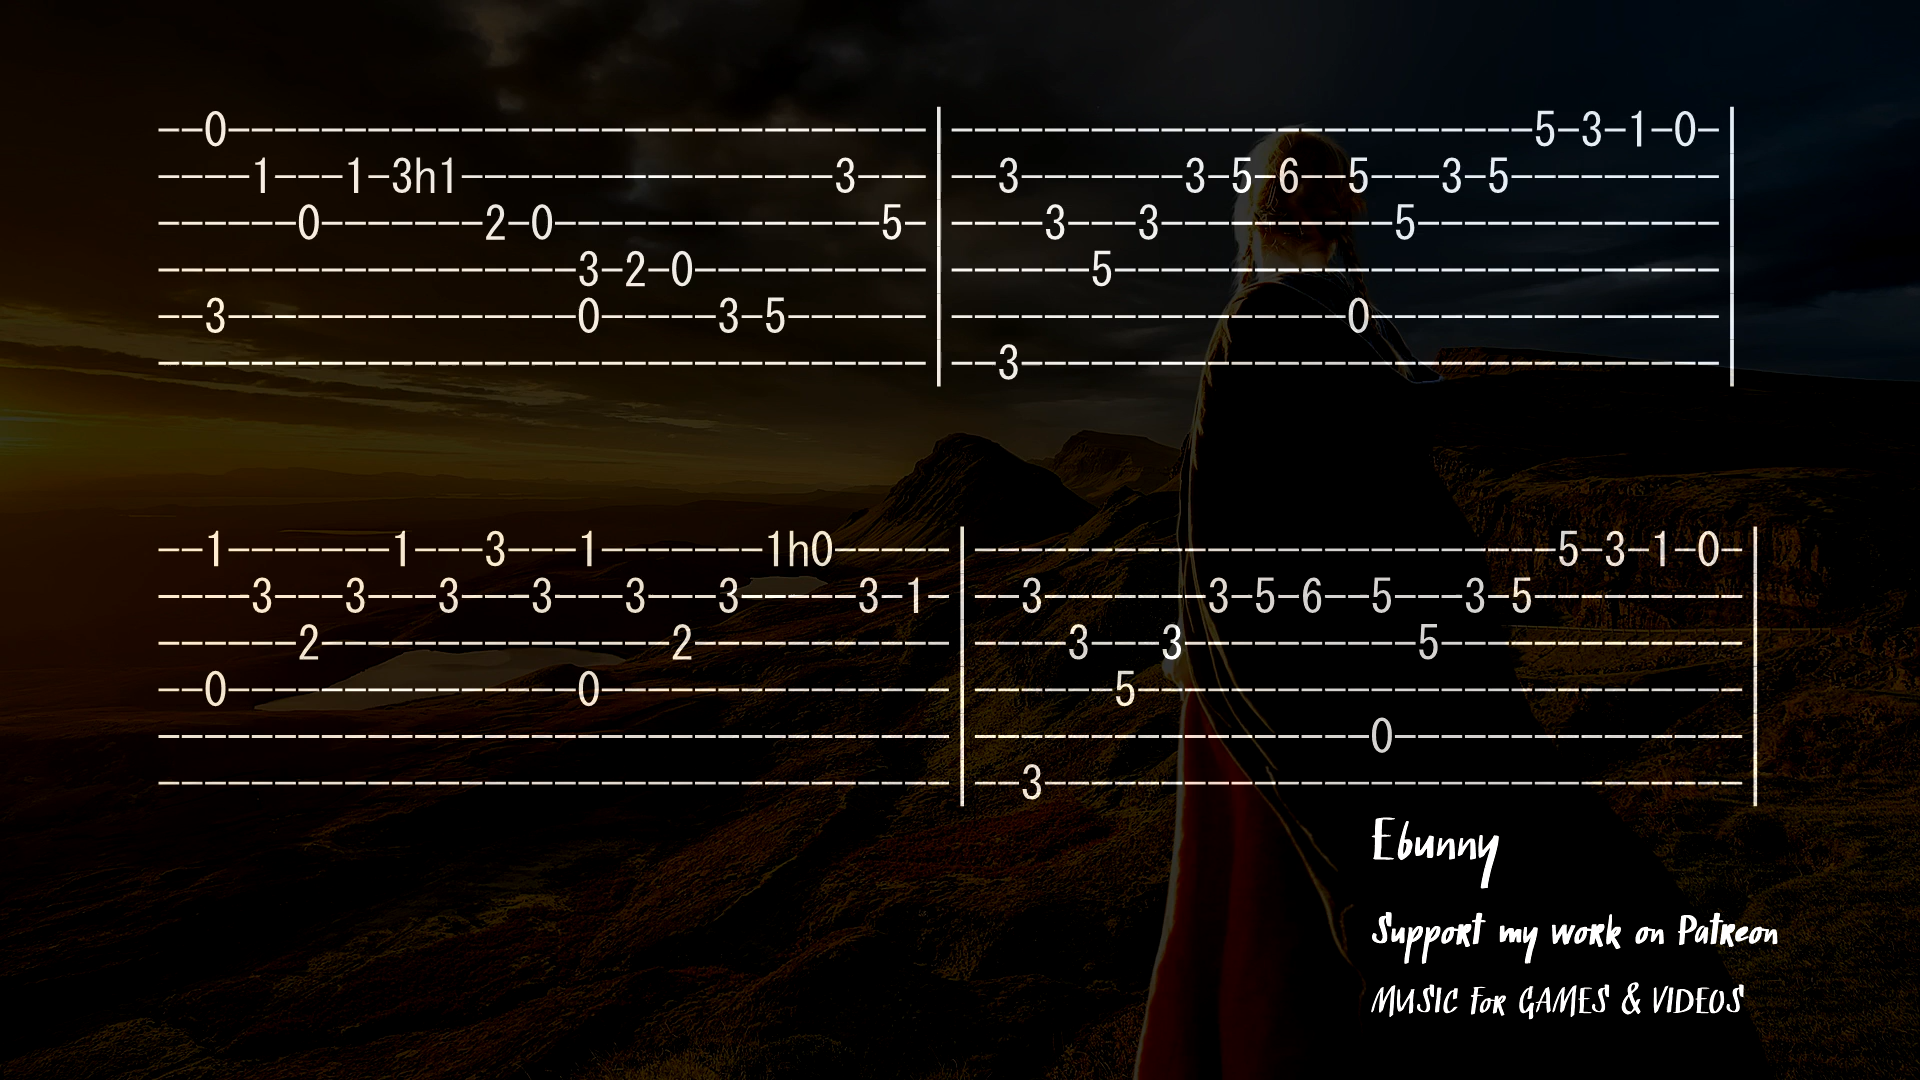 --0------------------------------|-------------------------5-3-1-0-|
----1---1-3h1----------------3---|--3-------3-5-6--5---3-5---------|
------0-------2-0--------------5-|----3---3----------5-------------|
------------------3-2-0----------|------5--------------------------|
--3---------------0-----3-5------|-----------------0---------------|
---------------------------------|--3------------------------------|
--1-------1---3---1-------1h0-----|-------------------------5-3-1-0-|
----3---3---3---3---3---3-----3-1-|--3-------3-5-6--5---3-5---------|
------2---------------2-----------|----3---3----------5-------------|
--0---------------0---------------|------5--------------------------|
----------------------------------|-----------------0---------------|
----------------------------------|--3------------------------------|
Ebunny
Support my work on Patreon
MUSIC FOR GAMES & VIDEOS